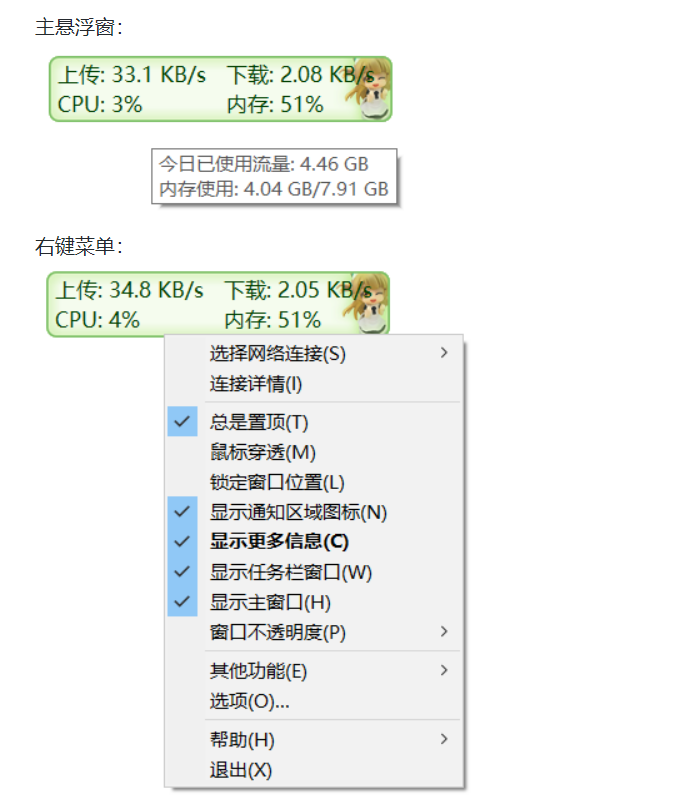 主悬浮窗：
上传: 33.1 KB/s 下载: 2.08 KB/s
CPU: 3% 内存: 51%
今日已使用流量: 4.46 GB
内存使用: 4.04 GB/7.91 GB
右键菜单：
上传: 34.8 KB/s 下载: 2.05 KB/s
CPU: 4% 内存: 51%
选择网络连接(S)
连接详情(I)
总是置顶(T)
鼠标穿透(M)
锁定窗口位置(L)
显示通知区域图标(N)
显示更多信息(C)
显示任务栏窗口(W)
显示主窗口(H)
窗口不透明度(P)
其他功能(E)
选项(O)...
帮助(H)
退出(X)